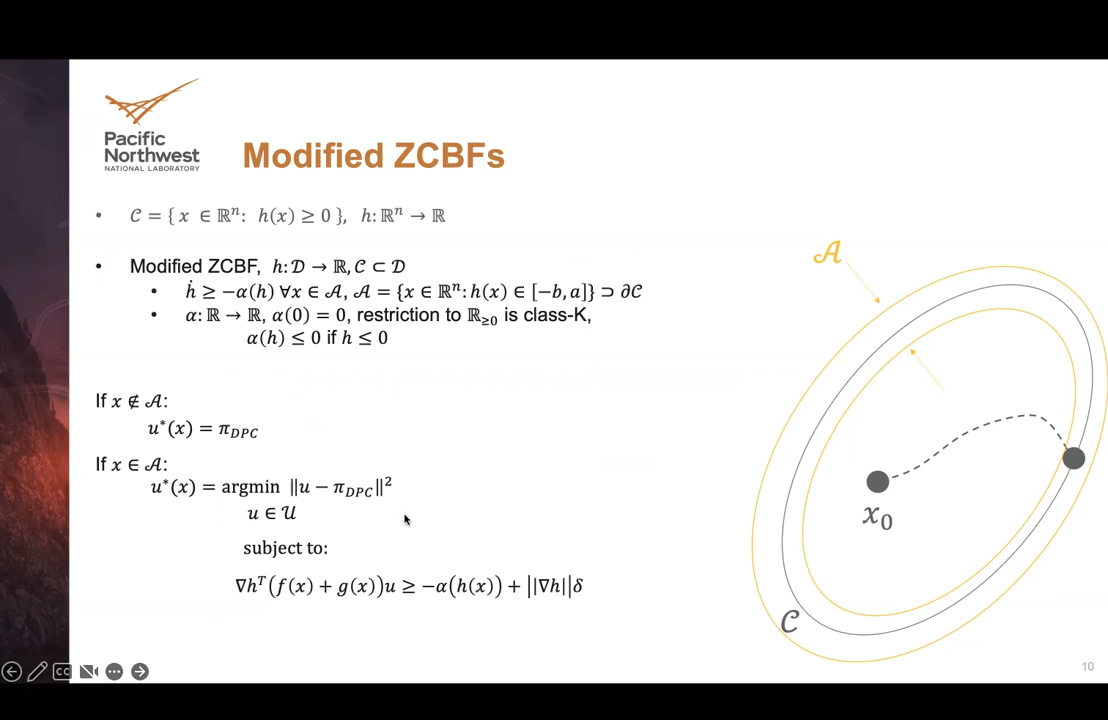 Pacific
Northwest
NATIONAL LABORATORY
Modified ZCBFs
• 𝒞 = { x ∈ ℝⁿ: h(x) ≥ 0 }, h: ℝⁿ → ℝ
• Modified ZCBF, h: 𝒟 → ℝ, 𝒞 ⊂ 𝒟
• ḣ ≥ −α(h) ∀x ∈ 𝒜, 𝒜 = {x ∈ ℝⁿ: h(x) ∈ [−b, a]} ⊃ ∂𝒞
• α: ℝ → ℝ, α(0) = 0, restriction to ℝ≥0 is class-K,
α(h) ≤ 0 if h ≤ 0
If x ∉ 𝒜:
u*(x) = π_DPC
If x ∈ 𝒜:
u*(x) = argmin ‖u − π_DPC‖²
u ∈ 𝒰
subject to:
∇hᵀ(f(x) + g(x))u ≥ −α(h(x)) + ||∇h||δ
𝒜
x₀
𝒞
CC
10